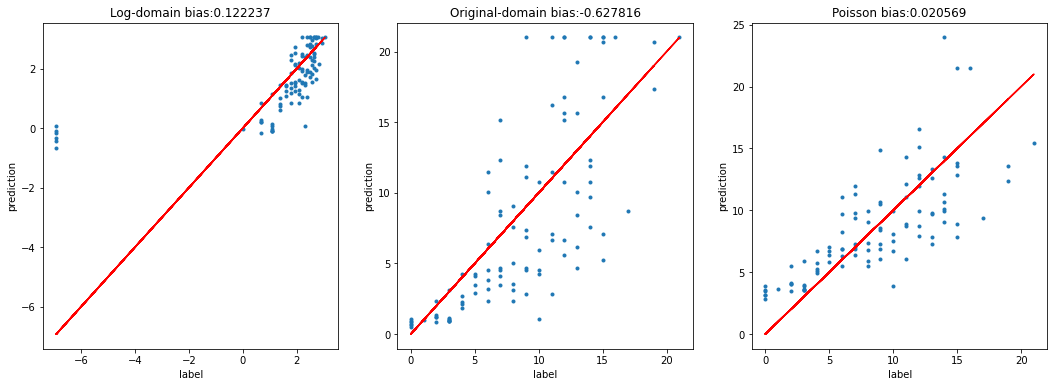 Log-domain bias:0.122237
prediction
2
0
−2
−4
−6
−6 −4 −2 0 2
label
Original-domain bias:-0.627816
prediction
20
15
10
5
0
0 5 10 15 20
label
Poisson bias:0.020569
prediction
25
20
15
10
5
0
0 5 10 15 20
label